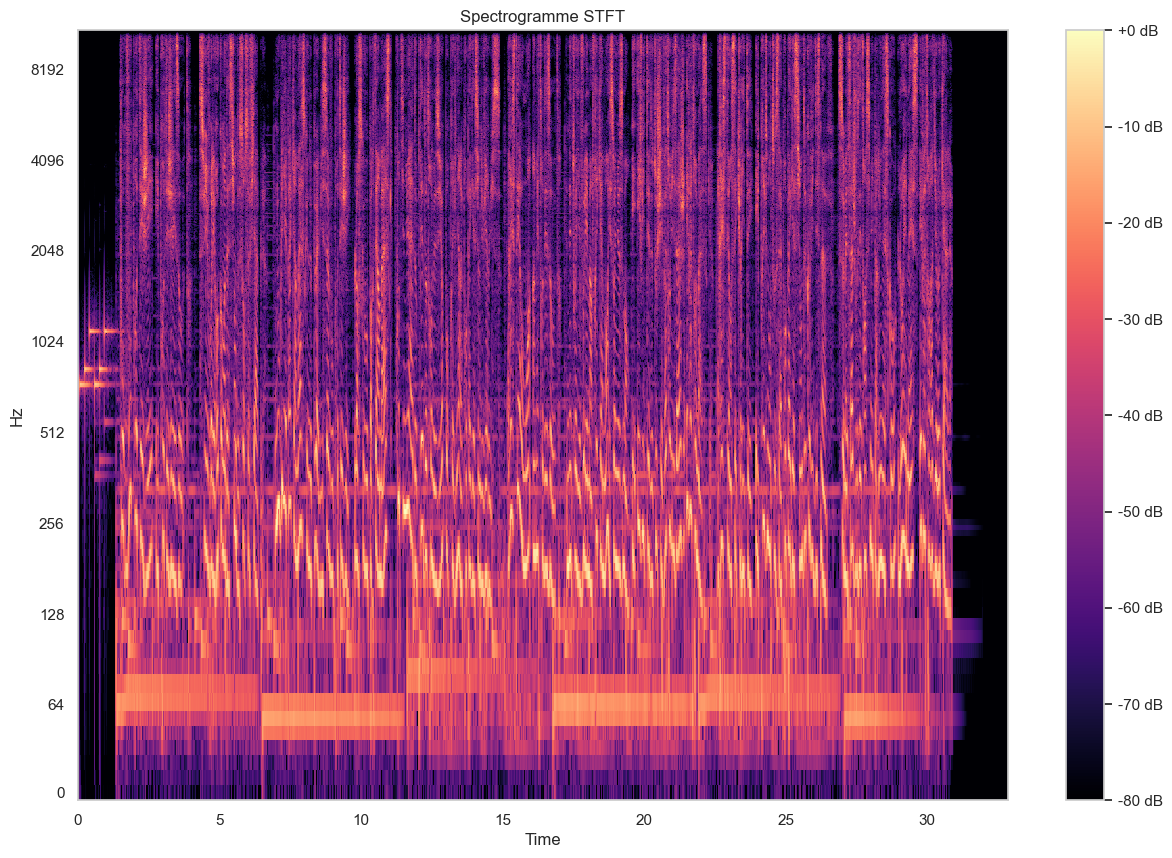 Spectrogramme STFT
Hz
8192
4096
2048
1024
512
256
128
64
0
0 5 10 15 20 25 30
Time
+0 dB
-10 dB
-20 dB
-30 dB
-40 dB
-50 dB
-60 dB
-70 dB
-80 dB